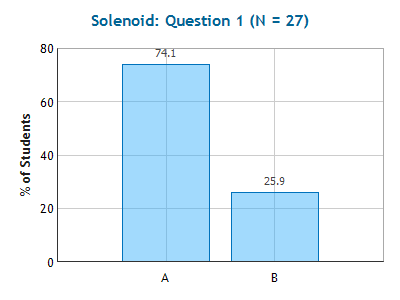 Solenoid: Question 1 (N = 27)
% of Students
80
60
40
20
0
74.1
25.9
A
B